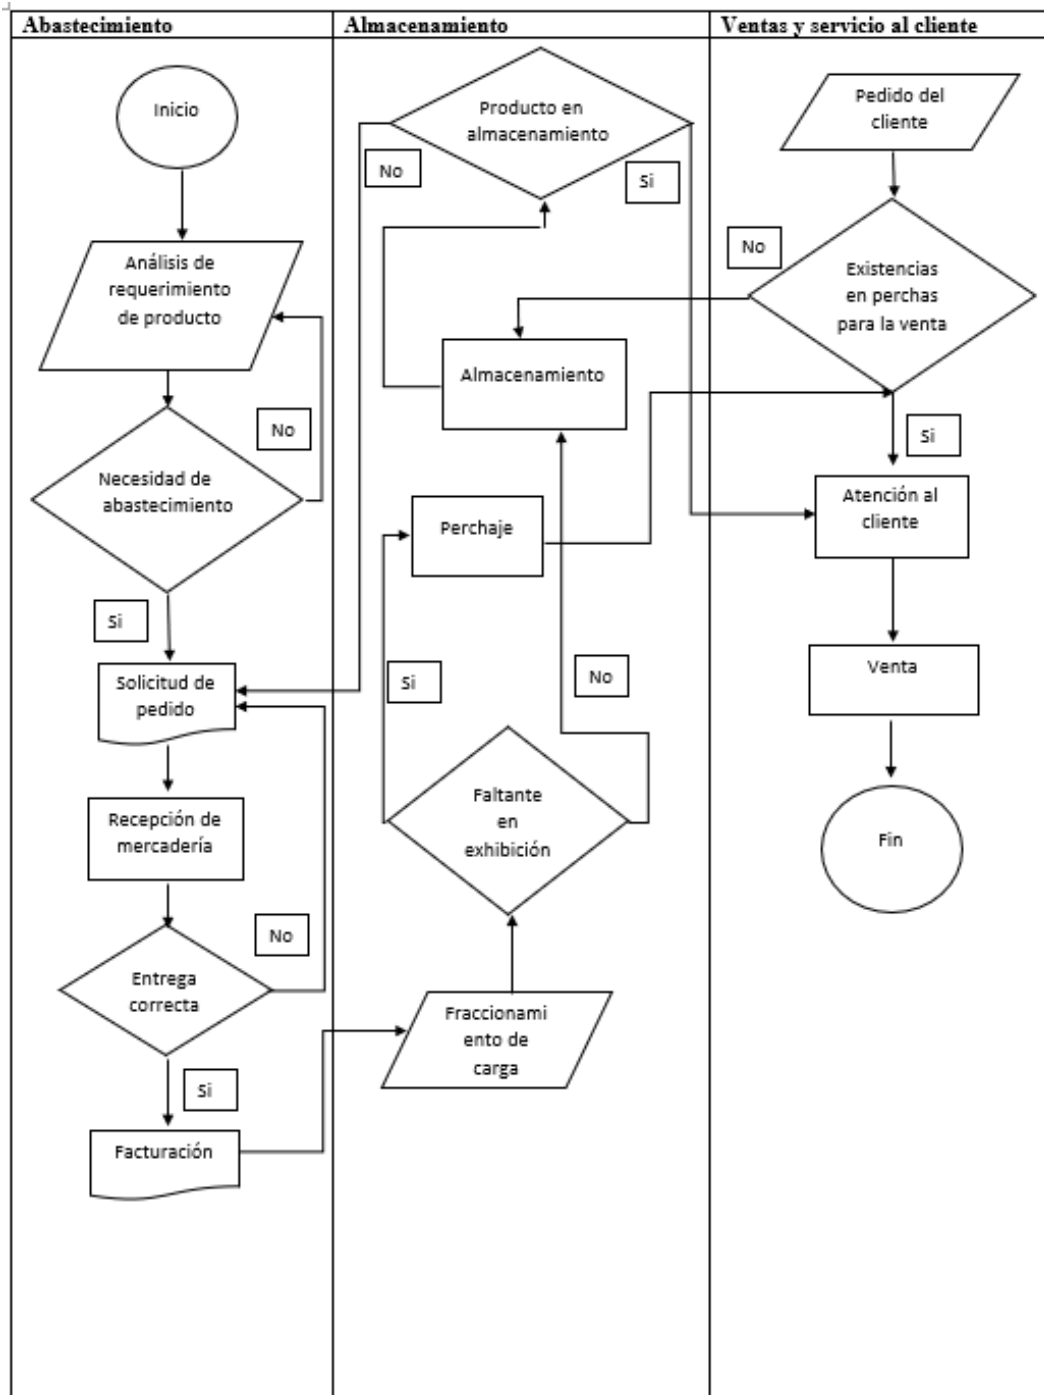 Abastecimiento
Inicio
Análisis de
requerimiento
de producto
No
Necesidad de
abastecimiento
Si
Solicitud de
pedido
Recepción de
mercadería
No
Entrega
correcta
Si
Facturación
Almacenamiento
Producto en
almacenamiento
No
Si
Almacenamiento
Perchaje
Si
No
Faltante
en
exhibición
Fraccionami
ento de
carga
Ventas y servicio al cliente
Pedido del
cliente
No
Existencias
en perchas
para la venta
Si
Atención al
cliente
Venta
Fin